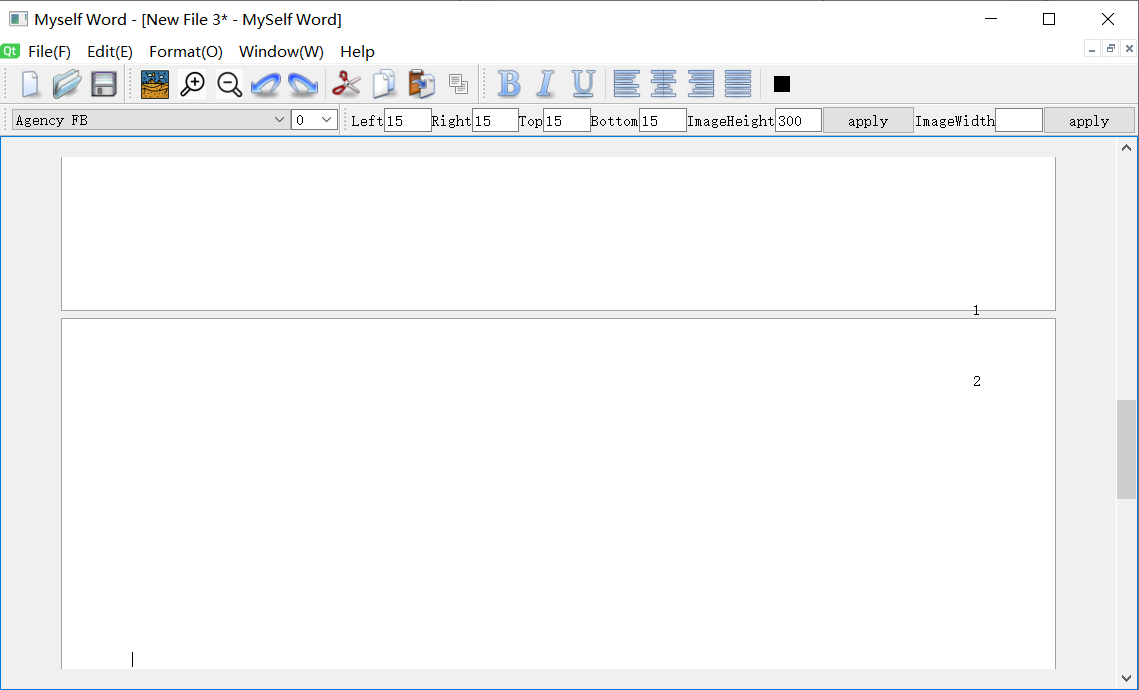 Myself Word - [New File 3* - MySelf Word]
Qt File(F) Edit(E) Format(O) Window(W) Help
B I U
Agency FB 0 Left 15 Right 15 Top 15 Bottom 15 ImageHeight 300 apply ImageWidth apply
1
2